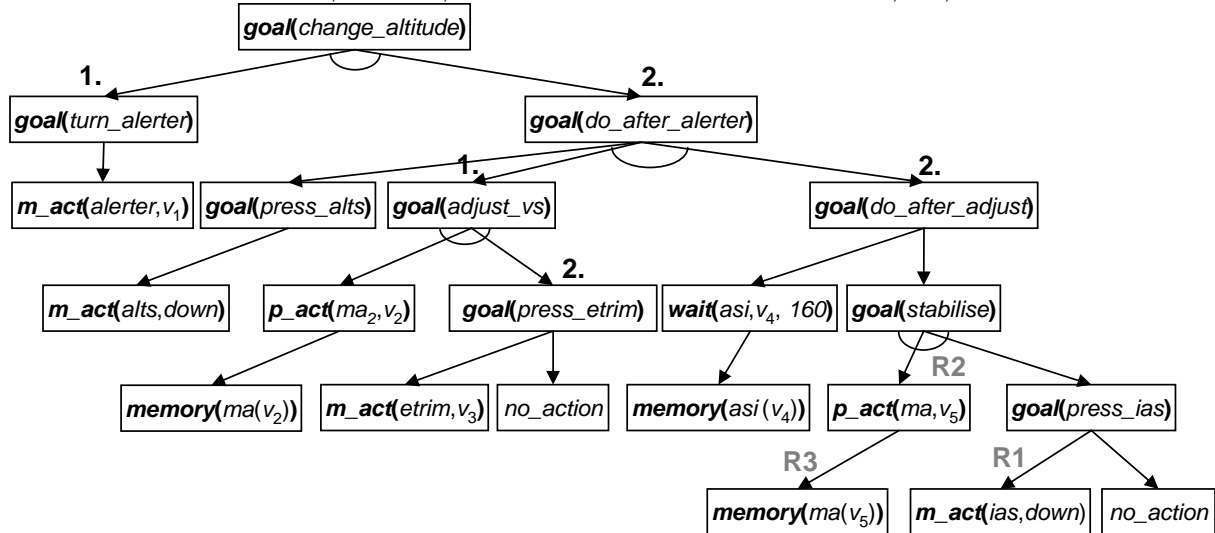 goal(change_altitude)
1.
2.
goal(turn_alerter)
goal(do_after_alerter)
1.
2.
m_act(alerter,v1)
goal(press_alts)
goal(adjust_vs)
goal(do_after_adjust)
2.
m_act(alts,down)
p_act(ma2,v2)
goal(press_etrim)
wait(asi,v4, 160)
goal(stabilise)
R2
memory(ma(v2))
m_act(etrim,v3)
no_action
memory(asi (v4))
p_act(ma,v5)
goal(press_ias)
R3
R1
memory(ma(v5))
m_act(ias,down)
no_action